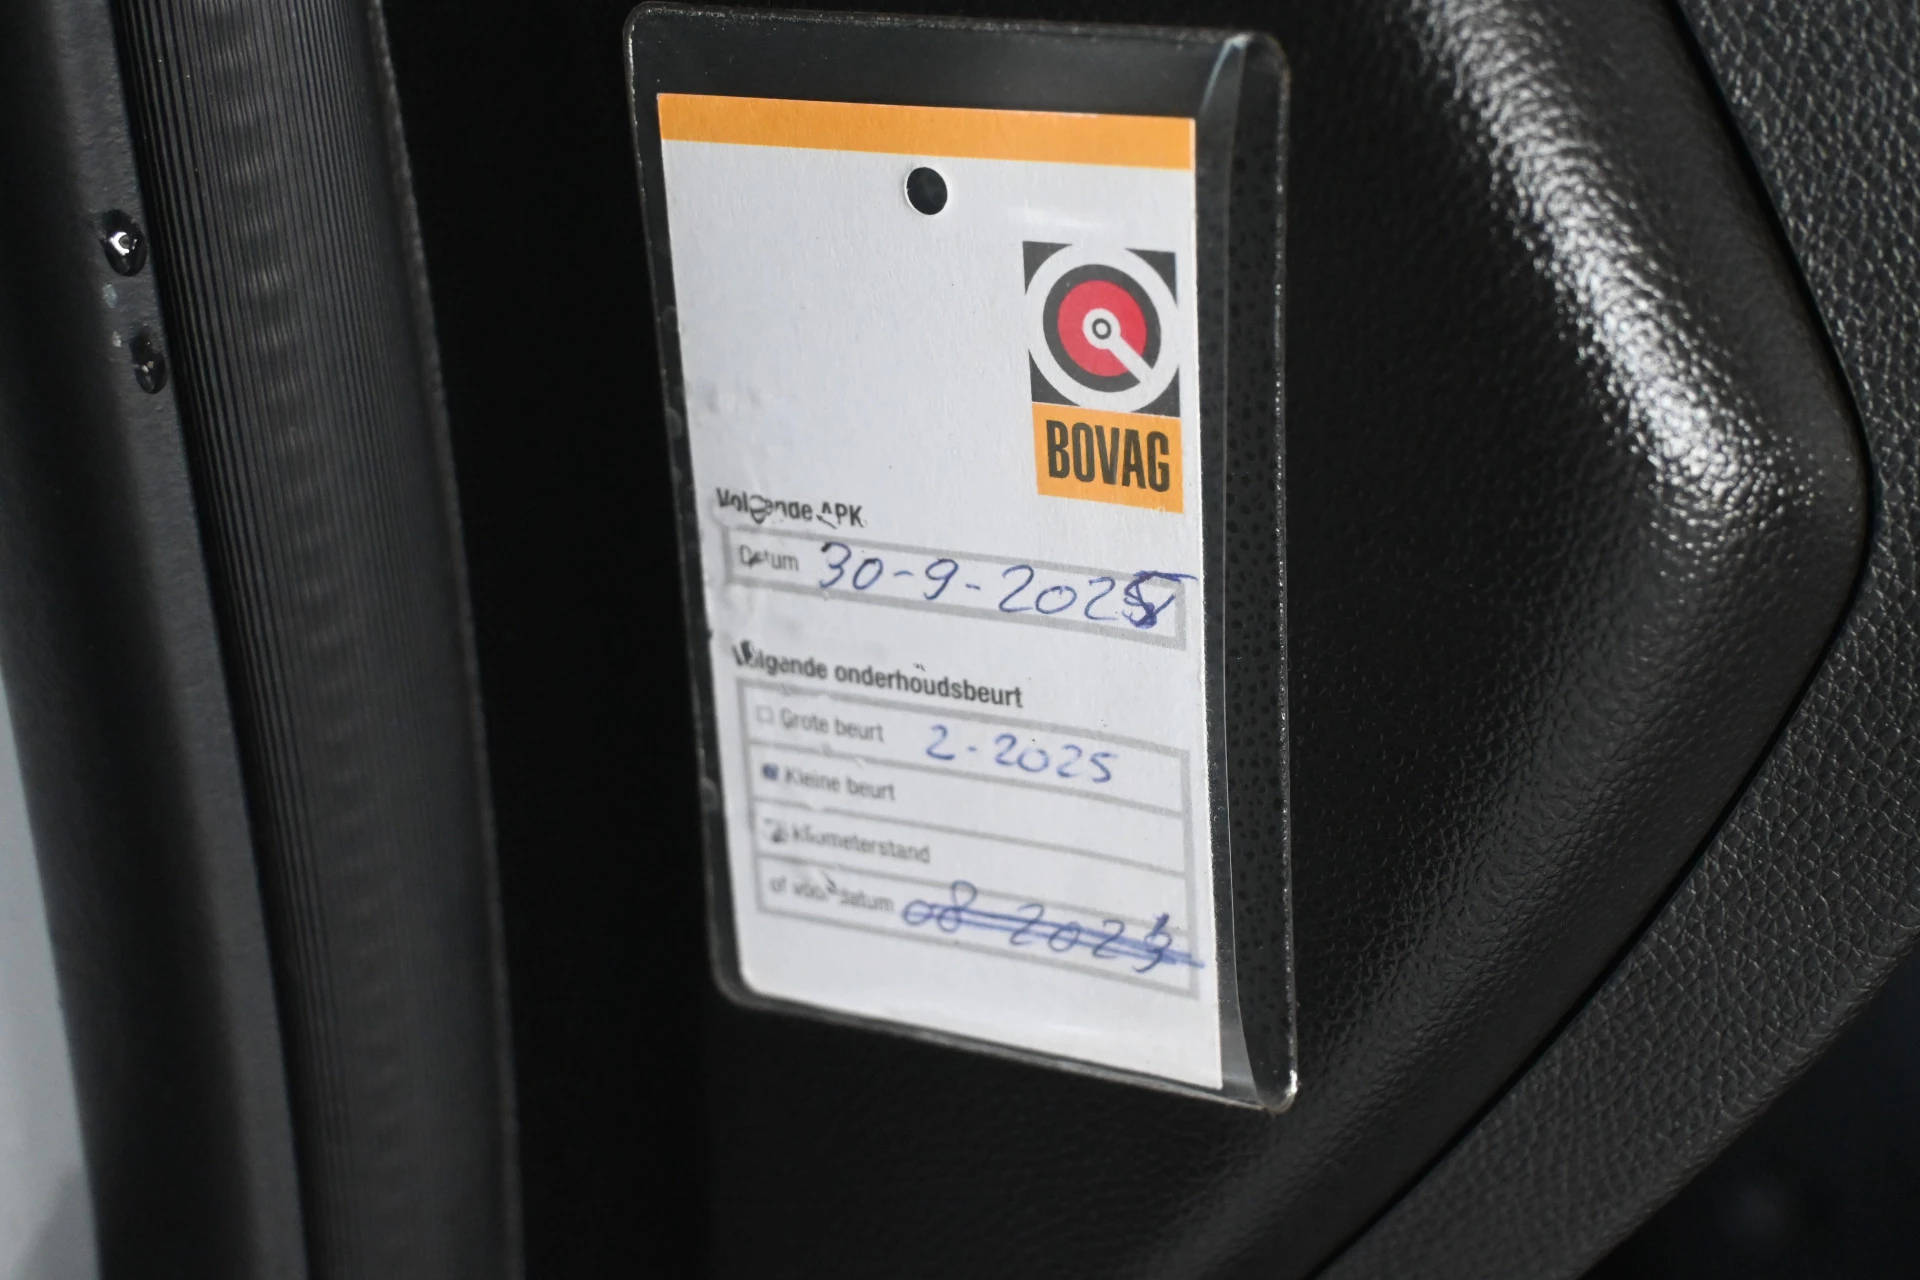 BOVAG
Volgende APK
Datum 30-9-2025
Volgende onderhoudsbeurt
Grote beurt 2-2025
Kleine beurt
Kilometerstand
of vóór datum 08 2023